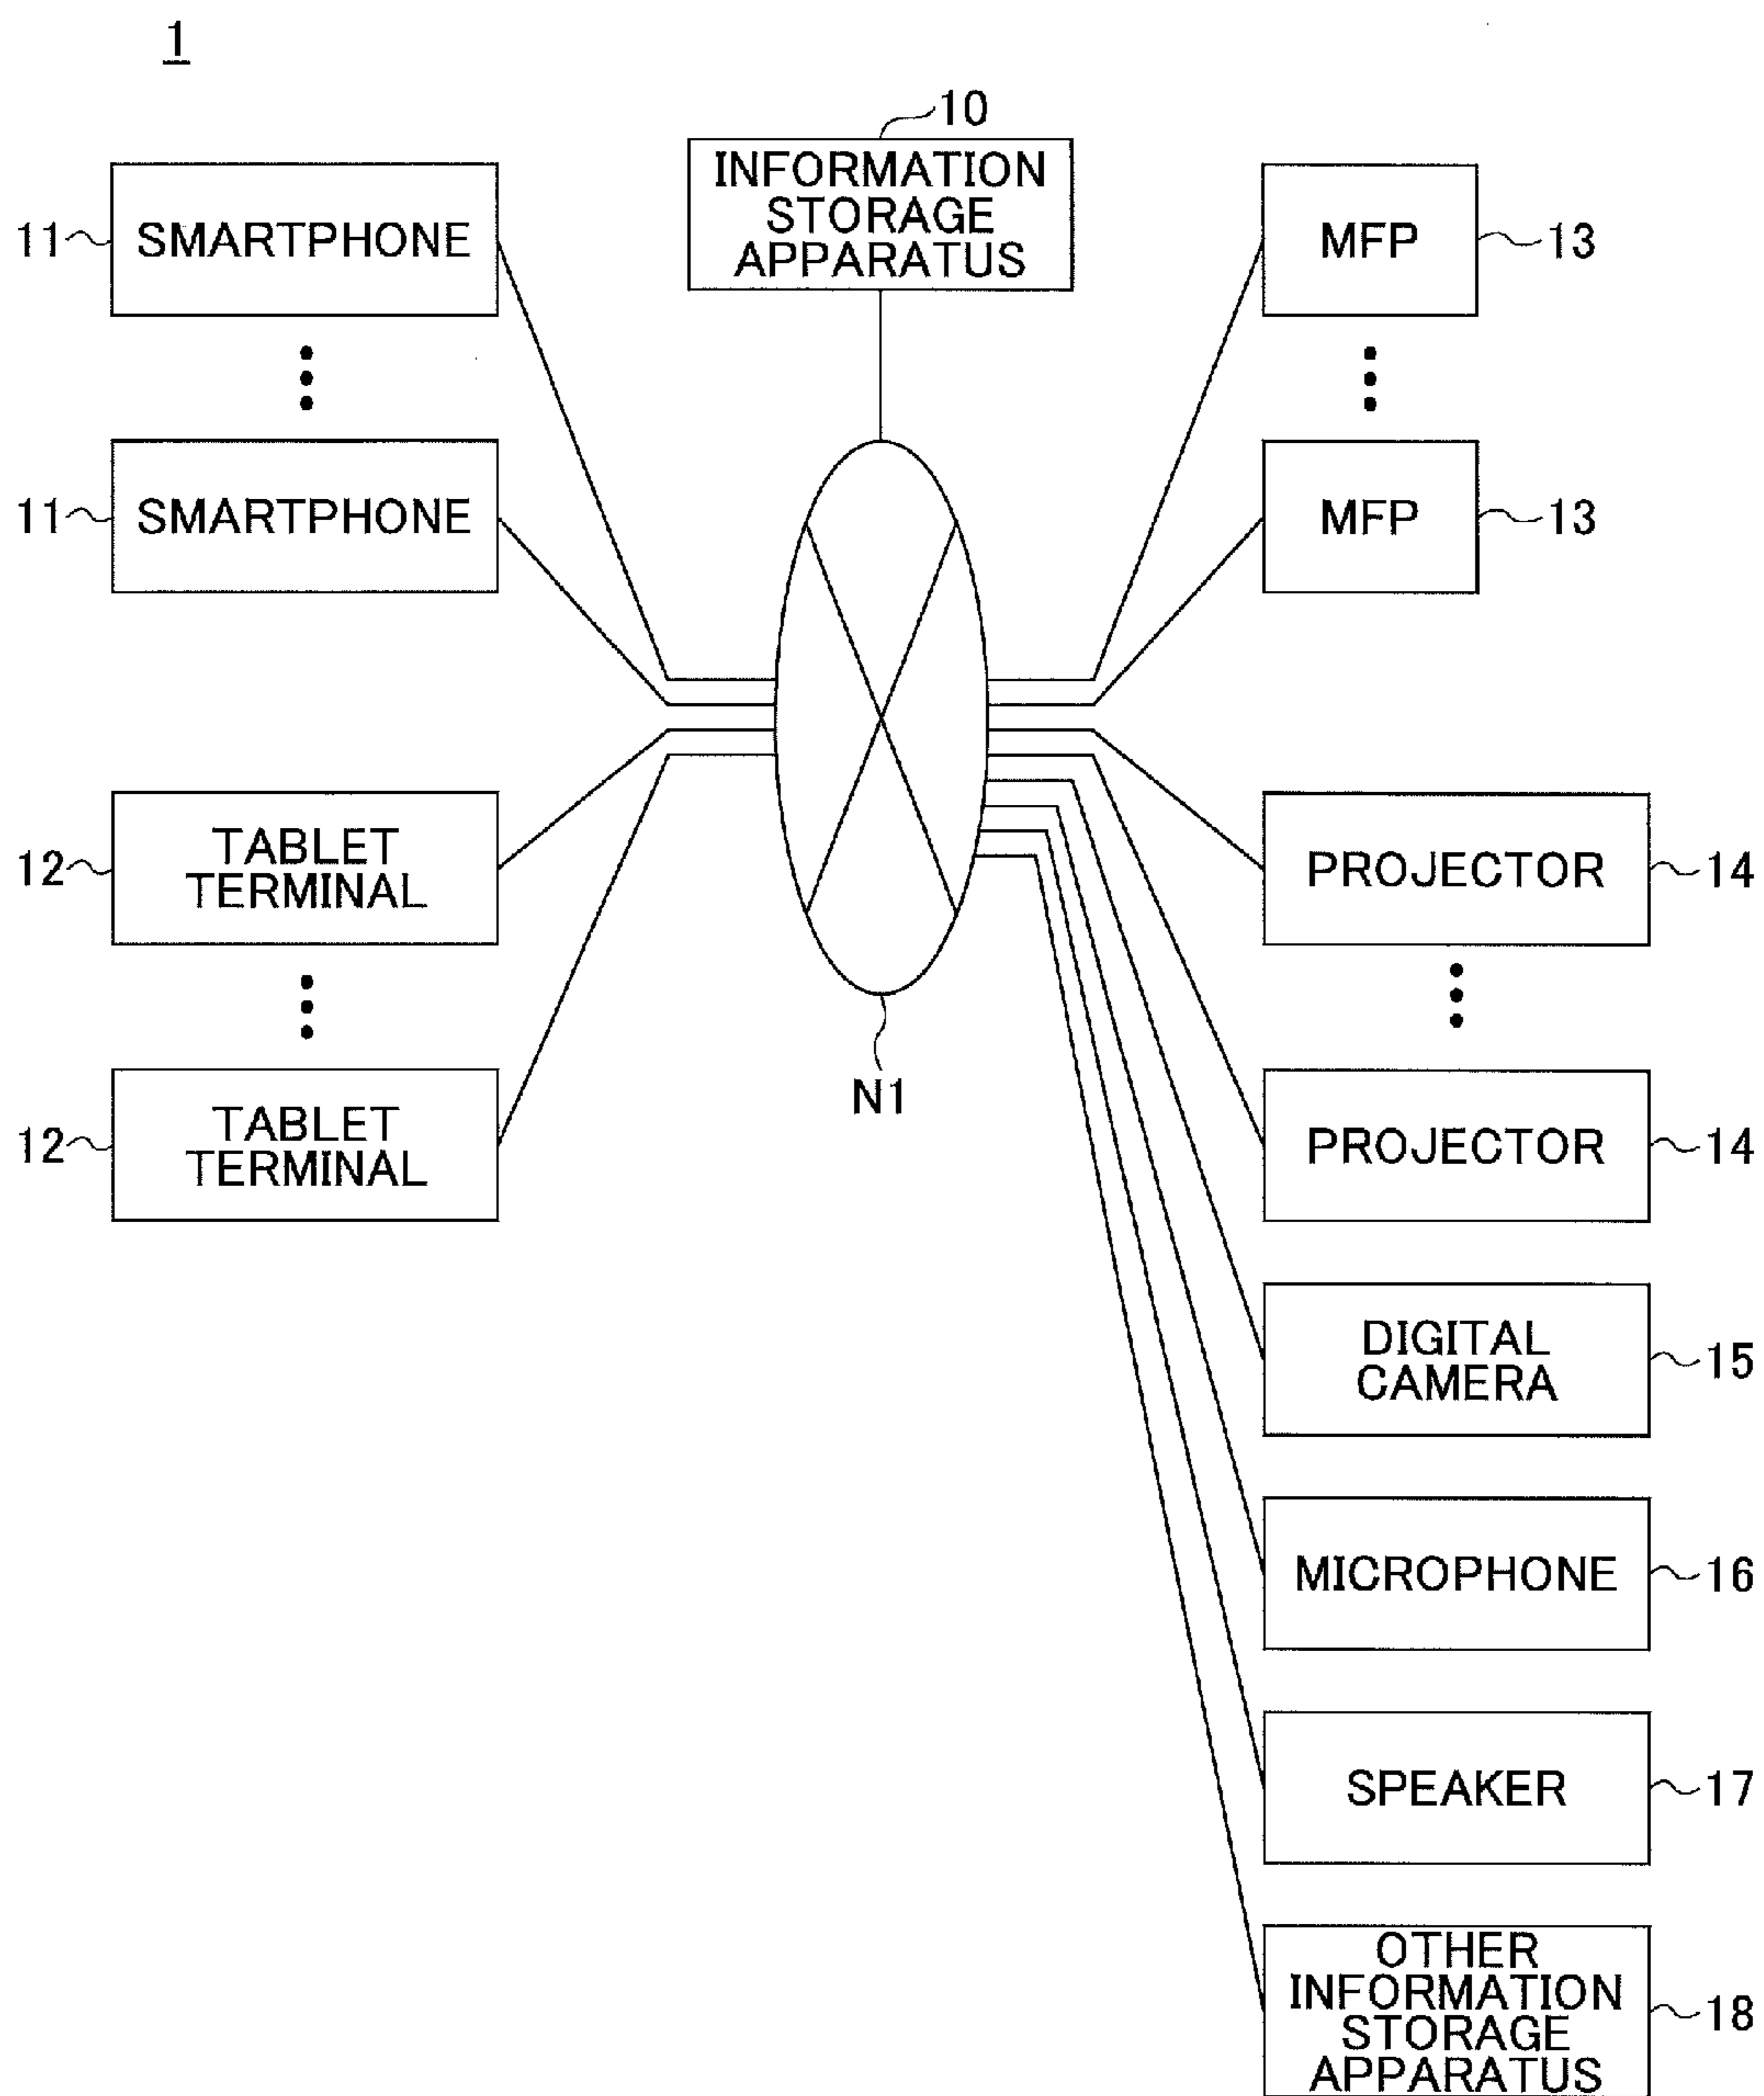 1
10
INFORMATION
STORAGE
APPARATUS
11
SMARTPHONE
11
SMARTPHONE
12
TABLET
TERMINAL
12
TABLET
TERMINAL
N1
MFP
13
MFP
13
PROJECTOR
14
PROJECTOR
14
DIGITAL
CAMERA
15
MICROPHONE
16
SPEAKER
17
OTHER
INFORMATION
STORAGE
APPARATUS
18